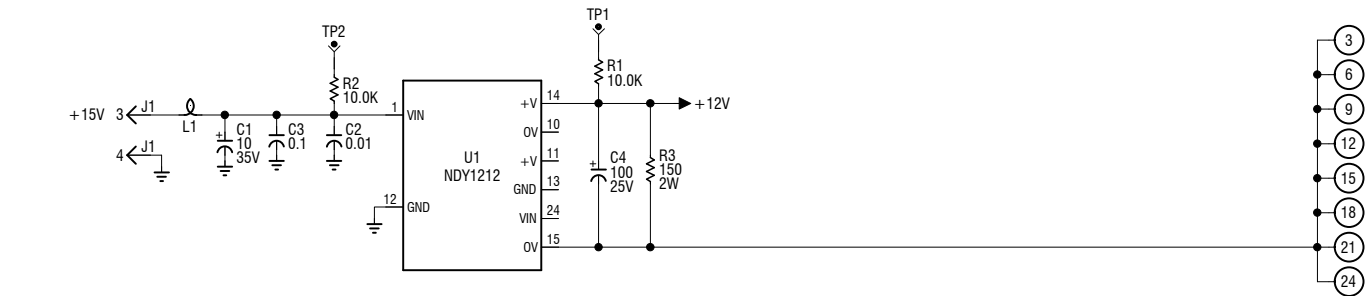 TP1
TP2
R1
10.0K
R2
10.0K
+15V 3 J1
L1
C1
10
35V
C3
0.1
C2
0.01
4 J1
1 VIN
12 GND
U1
NDY1212
+V 14
0V 10
+V 11
GND 13
VIN 24
0V 15
+12V
+
+
C4
100
25V
R3
150
2W
3
6
9
12
15
18
21
24